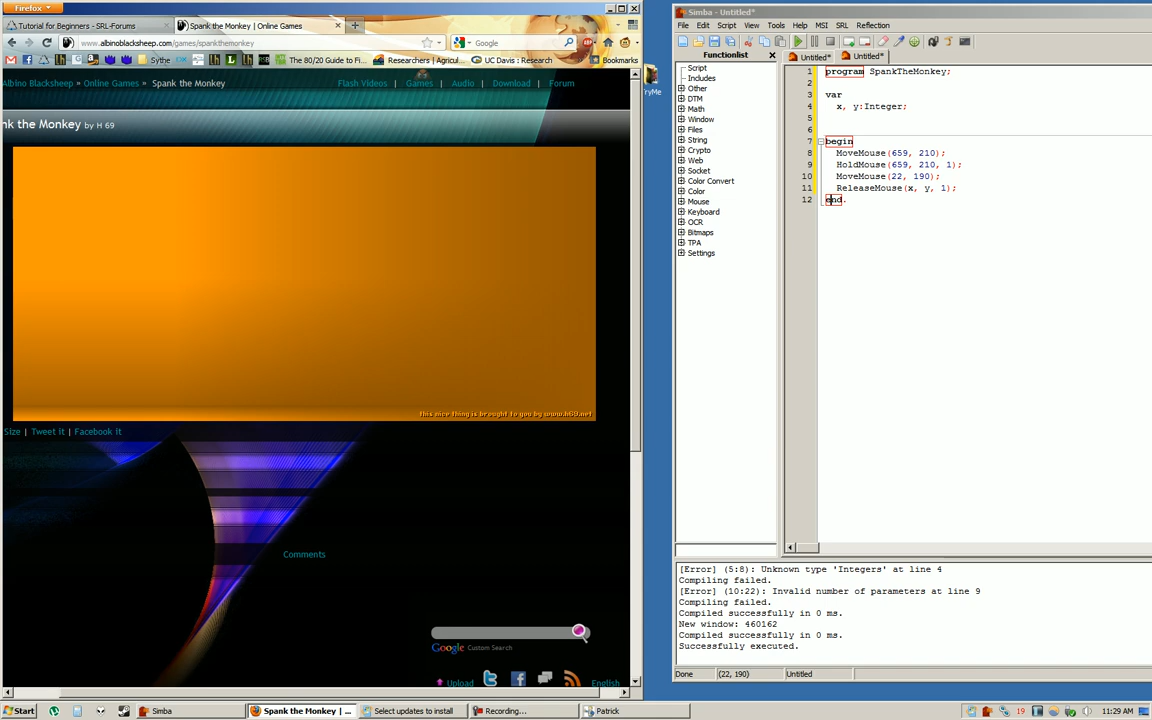 Firefox
Tutorial for Beginners - SRL-Forums
Spank the Monkey | Online Games
www.albinoblacksheep.com/games/spankthemonkey
Google
Sythe
The 80/20 Guide to Fi...
Researchers | Agricul...
UC Davis : Research
Bookmarks
Albino Blacksheep » Online Games » Spank the Monkey
Flash Videos | Games | Audio | Download | Forum
nk the Monkey by H 69
This nice thing is brought to you by www.h69.net
Size | Tweet it | Facebook it
Comments
Google Custom Search
Upload
English
ryMe
Simba - Untitled*
File Edit Search Script View Tools Help MSI SRL Reflection
Functionlist
Script
Includes
Other
DTM
Math
Window
Files
String
Crypto
Web
Socket
Color Convert
Color
Mouse
Keyboard
OCR
Bitmaps
TPA
Settings
Untitled*
Untitled*
1 program SpankTheMonkey;
2
3 var
4 x, y:Integer;
5
6
7 begin
8 MoveMouse(659, 210);
9 HoldMouse(659, 210, 1);
10 MoveMouse(22, 190);
11 ReleaseMouse(x, y, 1);
12 end.
[Error] (5:8): Unknown type 'Integers' at line 4
Compiling failed.
[Error] (10:22): Invalid number of parameters at line 9
Compiling failed.
Compiled successfully in 0 ms.
New window: 460162
Compiled successfully in 0 ms.
Successfully executed.
Done
(22, 190)
Untitled
Start
Simba
Spank the Monkey | ...
Select updates to install
Recording...
Patrick
19
11:29 AM